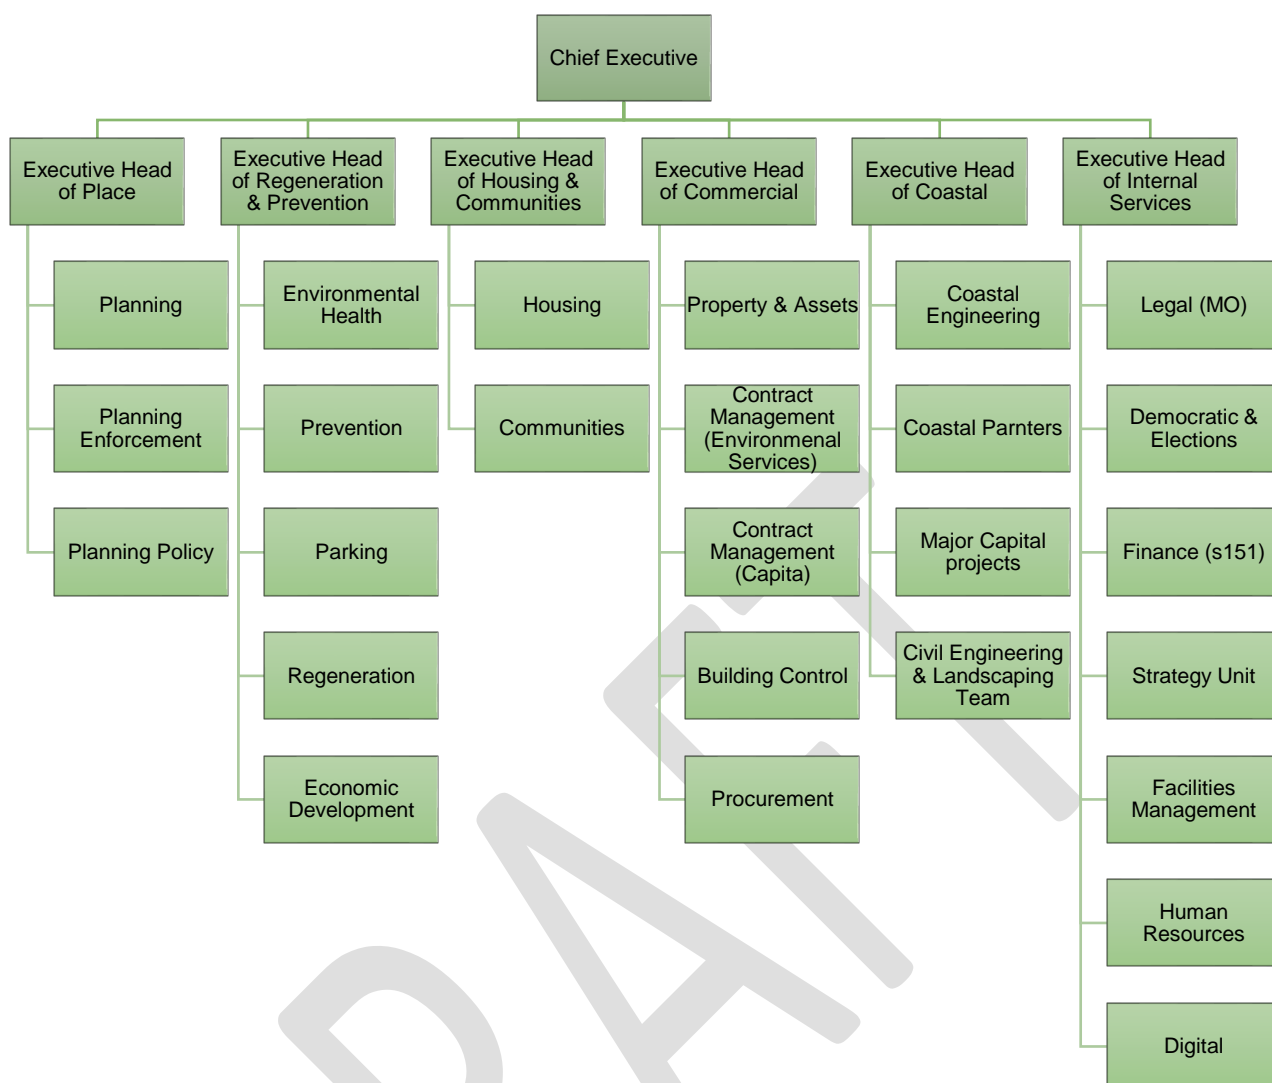 Chief Executive
Executive Head
of Place
Executive Head
of Regeneration
& Prevention
Executive Head
of Housing &
Communities
Executive Head
of Commercial
Executive Head
of Coastal
Executive Head
of Internal
Services
Planning
Planning
Enforcement
Planning Policy
Environmental
Health
Prevention
Parking
Regeneration
Economic
Development
Housing
Communities
Property & Assets
Contract
Management
(Environmenal
Services)
Contract
Management
(Capita)
Building Control
Procurement
Coastal
Engineering
Coastal Parnters
Major Capital
projects
Civil Engineering
& Landscaping
Team
Legal (MO)
Democratic &
Elections
Finance (s151)
Strategy Unit
Facilities
Management
Human
Resources
Digital
DRAFT